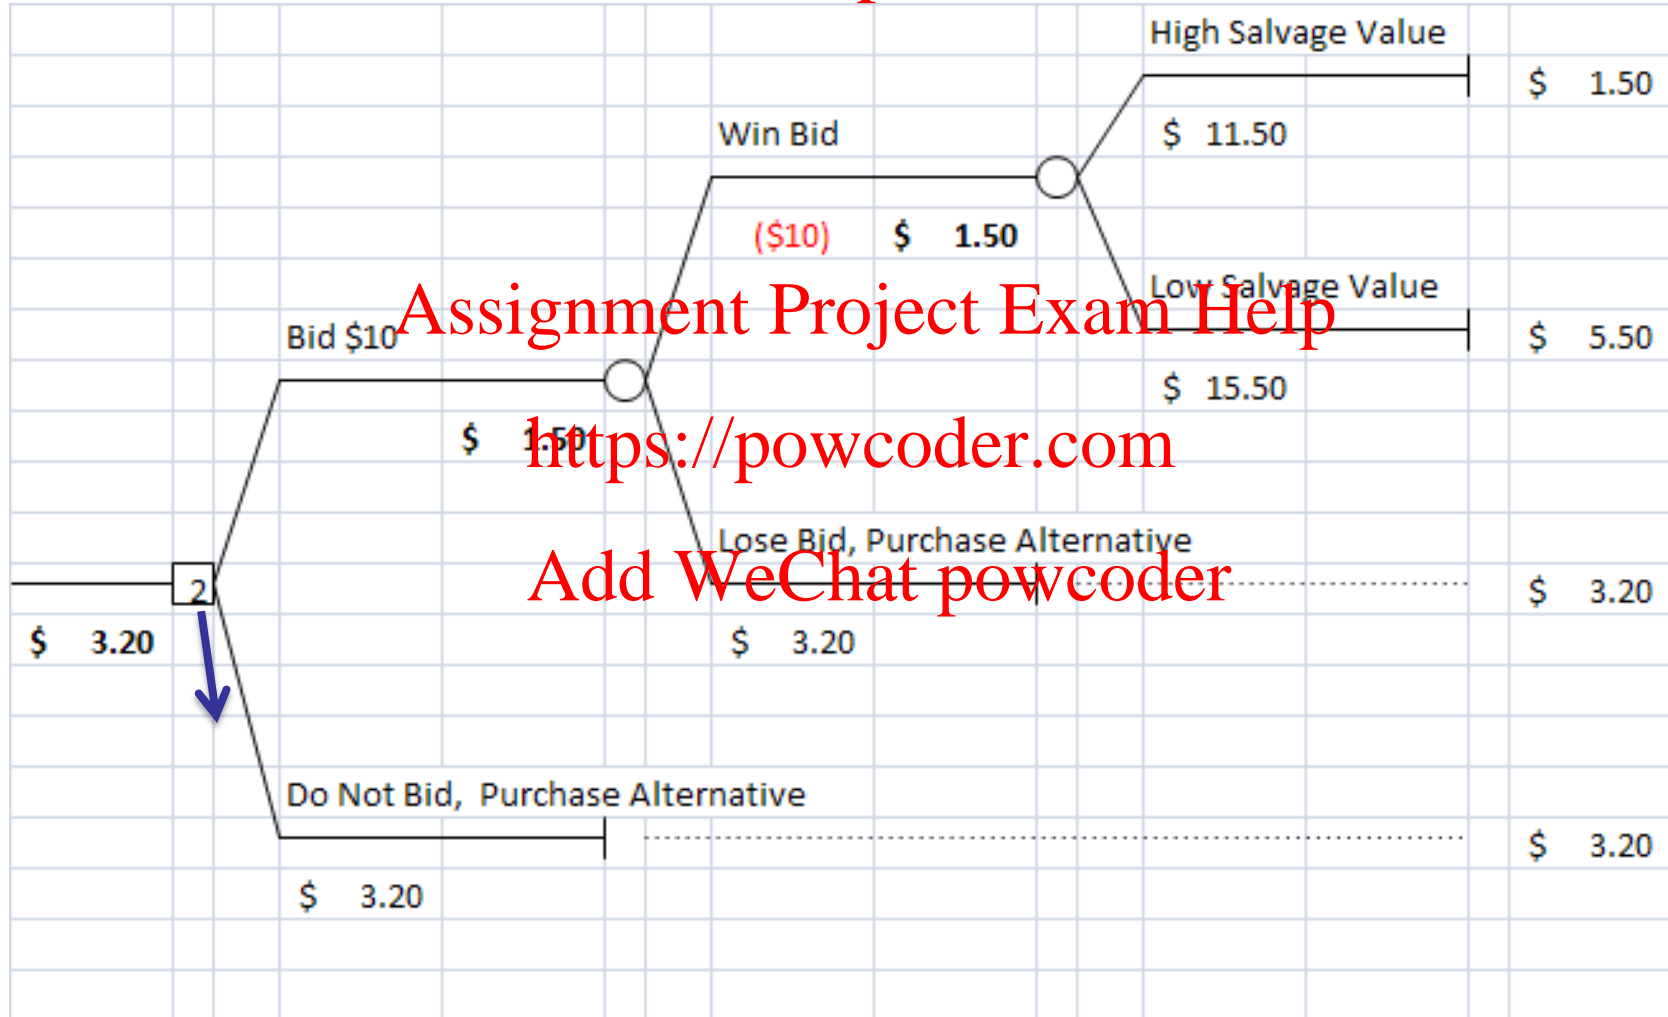 High Salvage Value
$ 1.50
Win Bid
$ 11.50
($10) $ 1.50
Low Salvage Value
Assignment Project Exam Help
Bid $10
$ 5.50
$ 15.50
$ 1.50
https://powcoder.com
Lose Bid, Purchase Alternative
Add WeChat powcoder
2
$ 3.20
$ 3.20
$ 3.20
Do Not Bid, Purchase Alternative
$ 3.20
$ 3.20